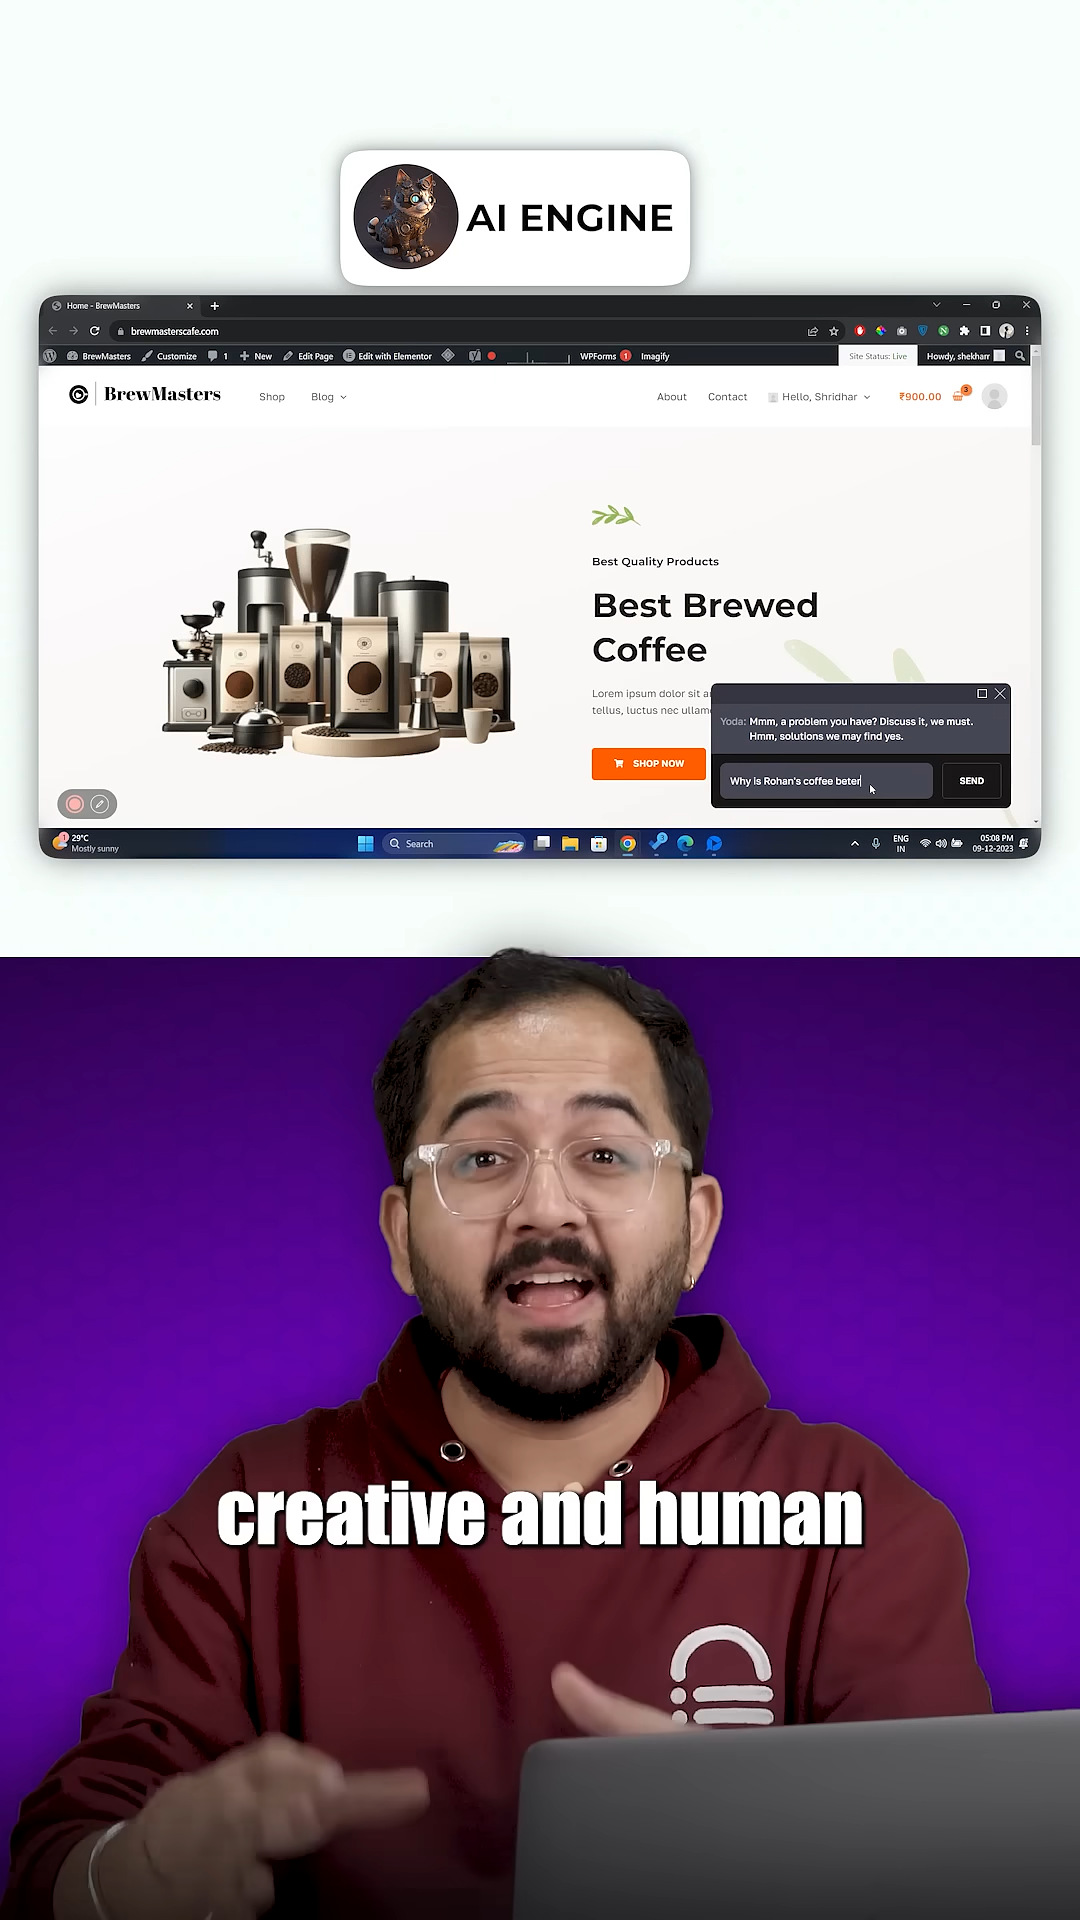 AI ENGINE
Home - BrewMasters
brewmasterscafe.com
BrewMasters Customize 1 New Edit Page Edit with Elementor WPForms 1 Imagify Site Status: Live Howdy, shekharr
BrewMasters Shop Blog About Contact Hello, Shridhar ₹900.00 3
Best Quality Products
Best Brewed
Coffee
Lorem ipsum dolor sit
tellus, luctus nec
SHOP NOW
Yoda: Mmm, a problem you have? Discuss it, we must.
Hmm, solutions we may find yes.
Why is Rohan's coffee beter
SEND
29°C
Mostly sunny
Search
ENG
IN
05:08 PM
09-12-2023
creative and human